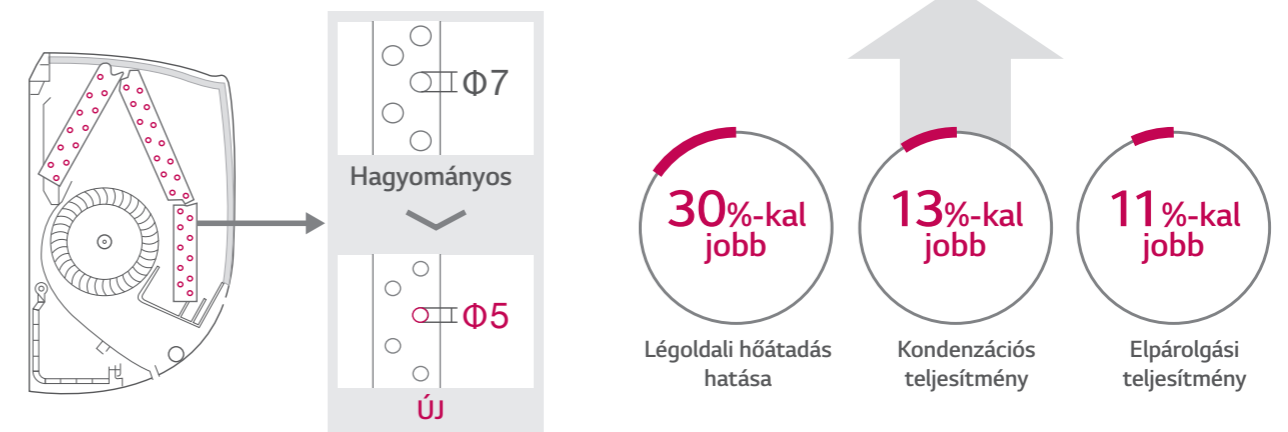 Φ7
Hagyományos
Φ5
ÚJ
30%-kal
jobb
Légoldali hőátadás
hatása
13%-kal
jobb
Kondenzációs
teljesítmény
11%-kal
jobb
Elpárolgási
teljesítmény